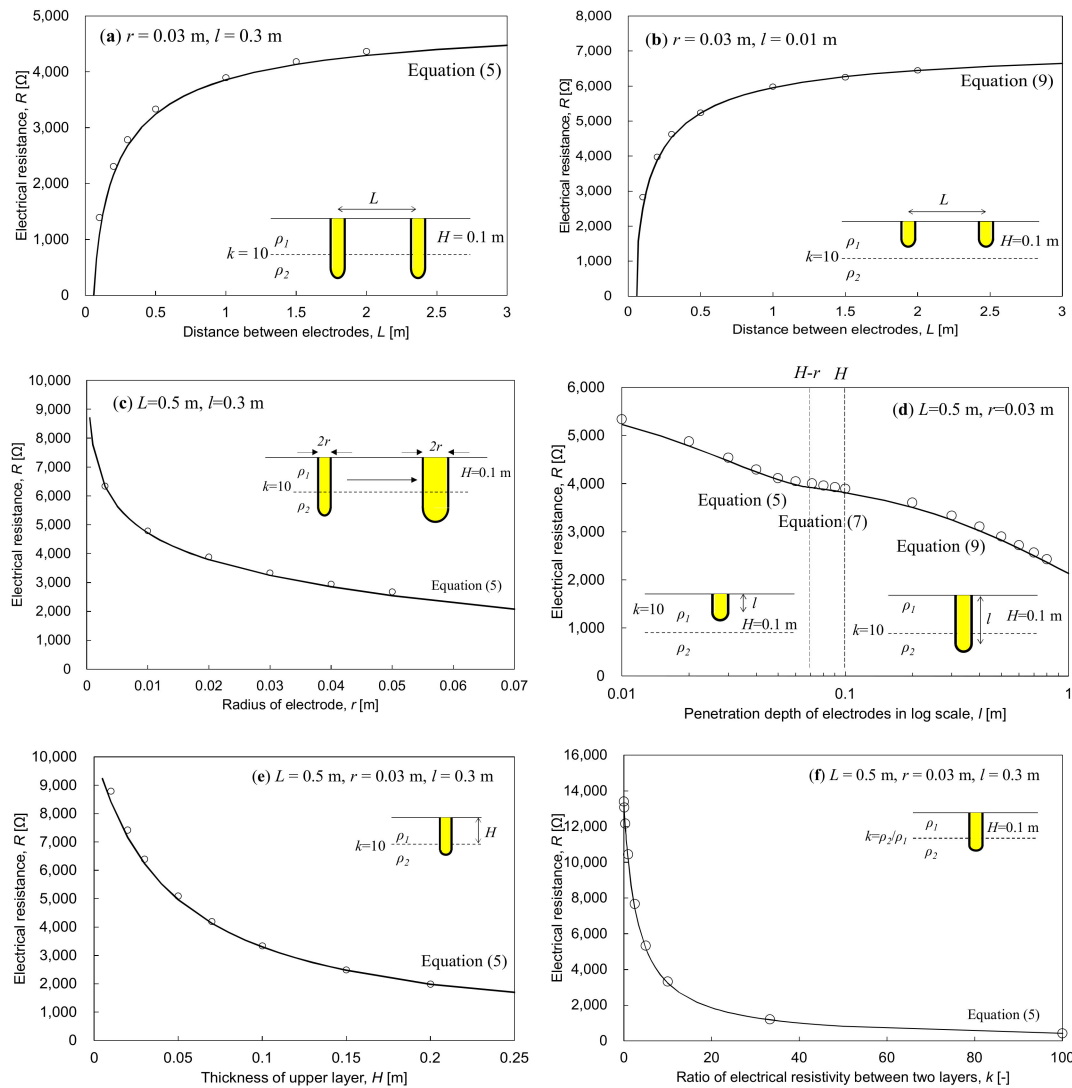 (a) r = 0.03 m, l = 0.3 m
Electrical resistance, R [Ω]
5,000
4,000
3,000
2,000
1,000
0
Equation (5)
L
ρ1
k = 10
ρ2
H = 0.1 m
0 0.5 1 1.5 2 2.5 3
Distance between electrodes, L [m]
(b) r = 0.03 m, l = 0.01 m
Electrical resistance, R [Ω]
8,000
7,000
6,000
5,000
4,000
3,000
2,000
1,000
0
Equation (9)
L
ρ1
k=10
ρ2
H=0.1 m
0 0.5 1 1.5 2 2.5 3
Distance between electrodes, L [m]
(c) L=0.5 m, l=0.3 m
Electrical resistance, R [Ω]
10,000
9,000
8,000
7,000
6,000
5,000
4,000
3,000
2,000
1,000
0
2r 2r
ρ1
k=10
ρ2
H=0.1 m
Equation (5)
0 0.01 0.02 0.03 0.04 0.05 0.06 0.07
Radius of electrode, r [m]
H-r H
(d) L=0.5 m, r=0.03 m
Electrical resistance, R [Ω]
6,000
5,000
4,000
3,000
2,000
1,000
0
Equation (5)
Equation (7)
Equation (9)
k=10
ρ1
l
H=0.1 m
ρ2
ρ1
l
H=0.1 m
k=10
ρ2
0.01 0.1 1
Penetration depth of electrodes in log scale, l [m]
(e) L = 0.5 m, r = 0.03 m, l = 0.3 m
Electrical resistance, R [Ω]
10,000
9,000
8,000
7,000
6,000
5,000
4,000
3,000
2,000
1,000
0
ρ1
H
k=10
ρ2
Equation (5)
0 0.05 0.1 0.15 0.2 0.25
Thickness of upper layer, H [m]
(f) L = 0.5 m, r = 0.03 m, l = 0.3 m
Electrical resistance, R [Ω]
16,000
14,000
12,000
10,000
8,000
6,000
4,000
2,000
0
ρ1
H=0.1 m
k=ρ2/ρ1
ρ2
Equation (5)
0 20 40 60 80 100
Ratio of electrical resistivity between two layers, k [-]